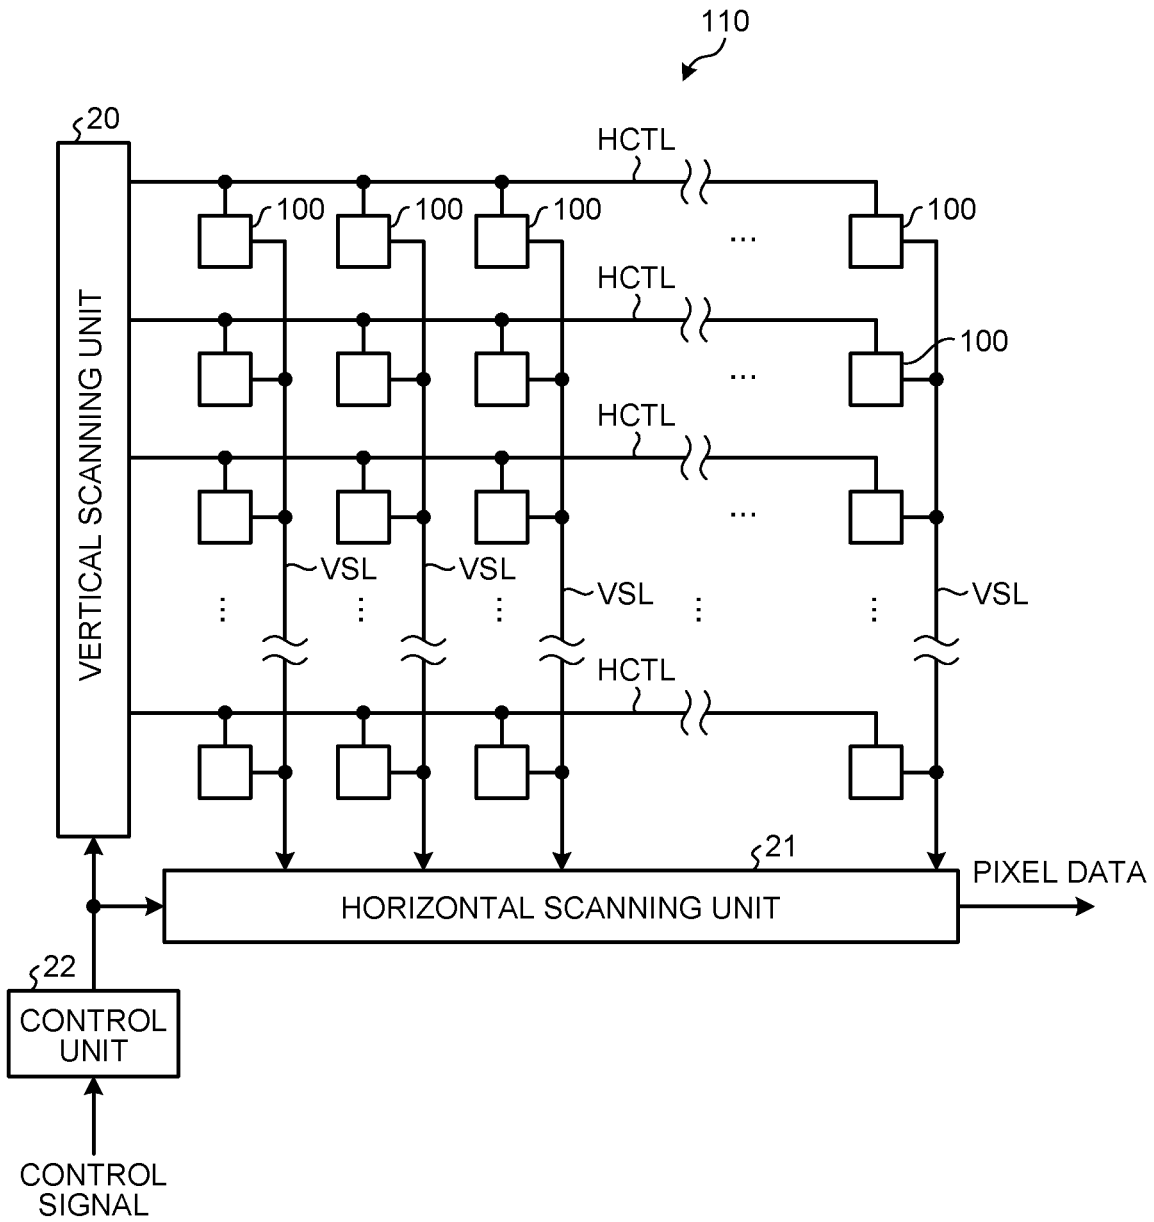 110
20
HCTL
100 100 100 100
...
HCTL
100
...
HCTL
...
VERTICAL SCANNING UNIT
VSL VSL VSL VSL
... ... ... ... ...
HCTL
21
PIXEL DATA
HORIZONTAL SCANNING UNIT
22
CONTROL
UNIT
CONTROL
SIGNAL